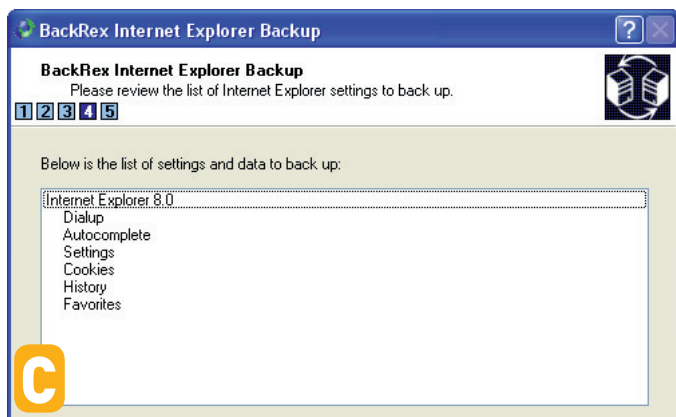 BackRex Internet Explorer Backup
?
BackRex Internet Explorer Backup
Please review the list of Internet Explorer settings to back up.
1 2 3 4 5
Below is the list of settings and data to back up:
Internet Explorer 8.0
Dialup
Autocomplete
Settings
Cookies
History
Favorites
C